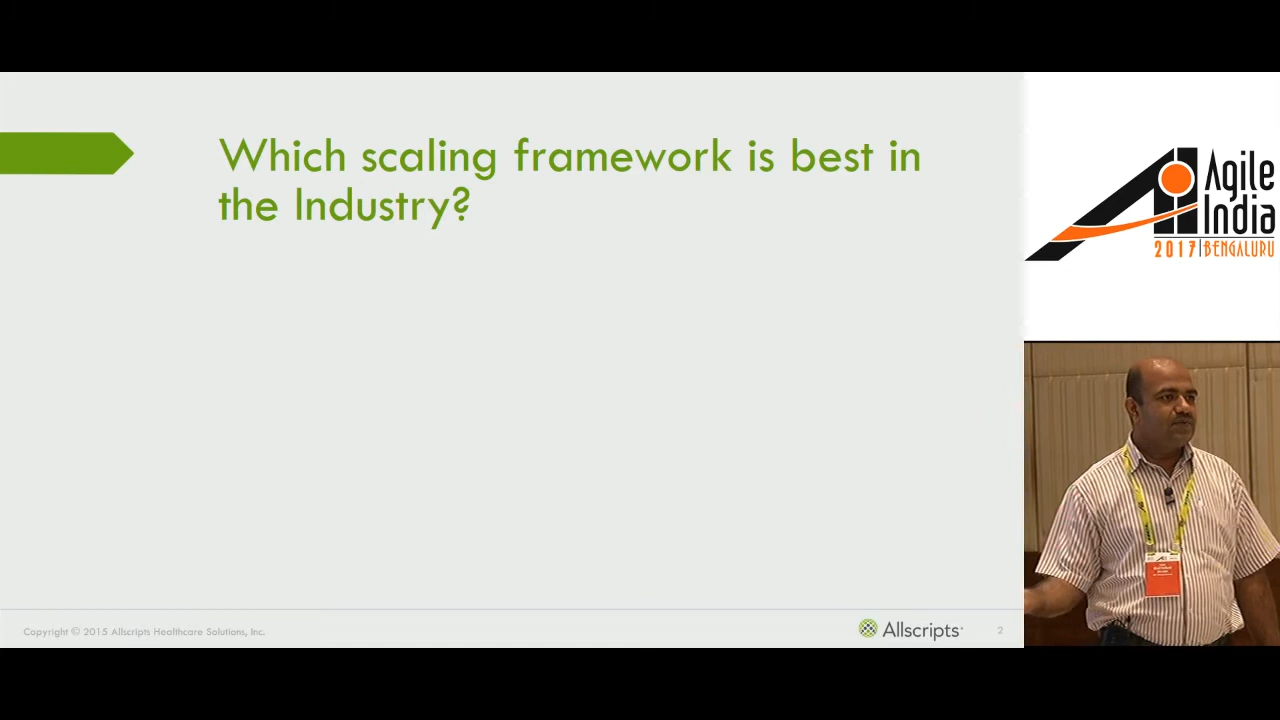 Which scaling framework is best in
the Industry?
Agile
India
2017 BENGALURU
Copyright © 2015 Allscripts Healthcare Solutions, Inc.
Allscripts
2